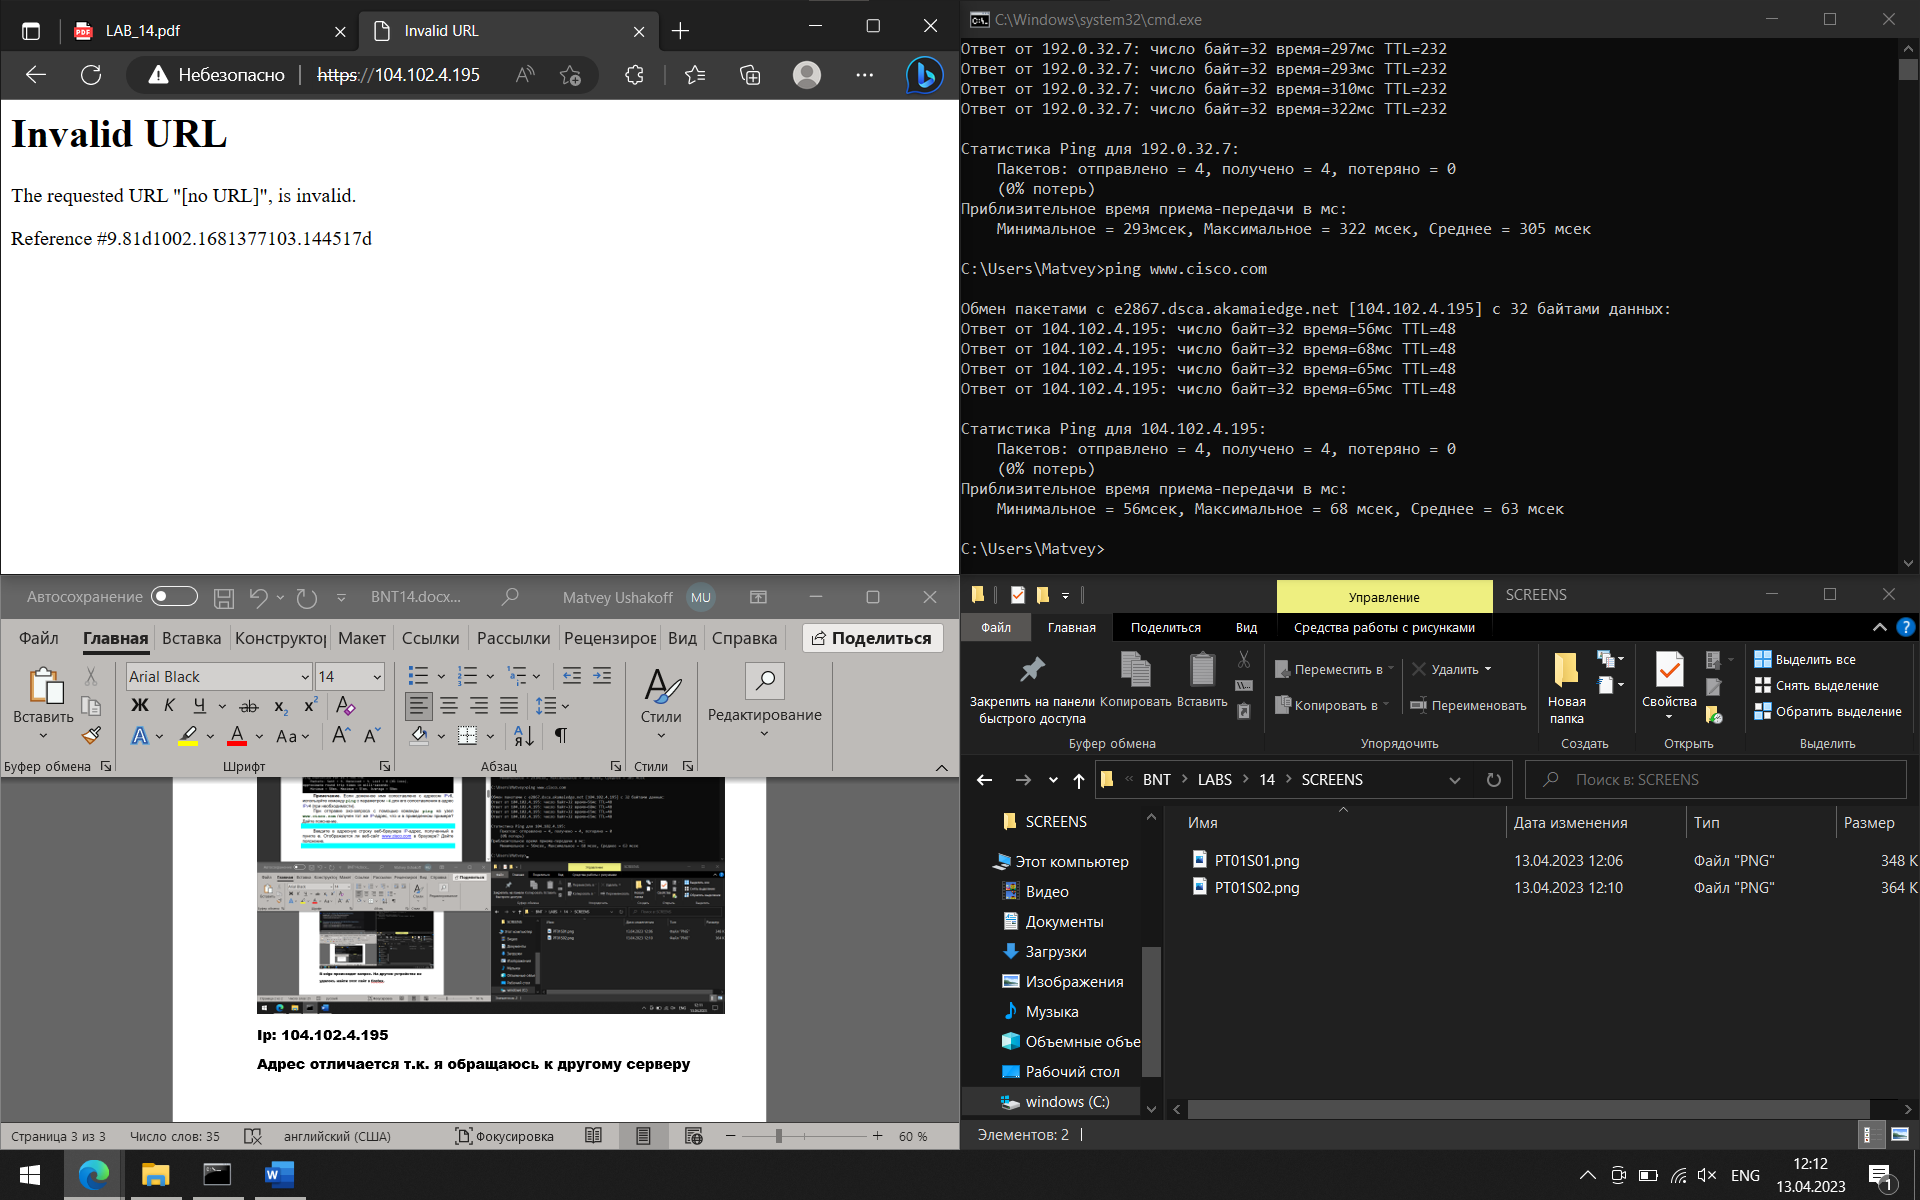 LAB_14.pdf
Invalid URL
Небезопасно
https://104.102.4.195
Invalid URL
The requested URL "[no URL]", is invalid.
Reference #9.81d1002.1681377103.144517d
C:\Windows\system32\cmd.exe
Ответ от 192.0.32.7: число байт=32 время=297мс TTL=232
Ответ от 192.0.32.7: число байт=32 время=293мс TTL=232
Ответ от 192.0.32.7: число байт=32 время=310мс TTL=232
Ответ от 192.0.32.7: число байт=32 время=322мс TTL=232
Статистика Ping для 192.0.32.7:
Пакетов: отправлено = 4, получено = 4, потеряно = 0
(0% потерь)
Приблизительное время приема-передачи в мс:
Минимальное = 293мсек, Максимальное = 322 мсек, Среднее = 305 мсек
C:\Users\Matvey>ping www.cisco.com
Обмен пакетами с e2867.dsca.akamaiedge.net [104.102.4.195] с 32 байтами данных:
Ответ от 104.102.4.195: число байт=32 время=56мс TTL=48
Ответ от 104.102.4.195: число байт=32 время=68мс TTL=48
Ответ от 104.102.4.195: число байт=32 время=65мс TTL=48
Ответ от 104.102.4.195: число байт=32 время=65мс TTL=48
Статистика Ping для 104.102.4.195:
Пакетов: отправлено = 4, получено = 4, потеряно = 0
(0% потерь)
Приблизительное время приема-передачи в мс:
Минимальное = 56мсек, Максимальное = 68 мсек, Среднее = 63 мсек
C:\Users\Matvey>
Автосохранение BNT14.docx... Matvey Ushakoff MU
Файл Главная Вставка Конструктор Макет Ссылки Рассылки Рецензиров Вид Справка Поделиться
Arial Black 14
Вставить
Ж К Ч ab x₂ x²
Стили
Редактирование
Буфер обмена Шрифт Абзац Стили
Ip: 104.102.4.195
Адрес отличается т.к. я обращаюсь к другому серверу
Страница 3 из 3 Число слов: 35 английский (США) Фокусировка 60 %
Управление SCREENS
Файл Главная Поделиться Вид Средства работы с рисунками
Закрепить на панели быстрого доступа
Копировать
Вставить
Переместить в
Копировать в
Удалить
Переименовать
Новая папка
Свойства
Выделить все
Снять выделение
Обратить выделение
Буфер обмена Упорядочить Создать Открыть Выделить
BNT LABS 14 SCREENS
Поиск в: SCREENS
SCREENS
Этот компьютер
Видео
Документы
Загрузки
Изображения
Музыка
Объемные объе
Рабочий стол
windows (C:)
Имя Дата изменения Тип Размер
PT01S01.png 13.04.2023 12:06 Файл "PNG" 348 К
PT01S02.png 13.04.2023 12:10 Файл "PNG" 364 К
Элементов: 2
ENG
12:12
13.04.2023
1